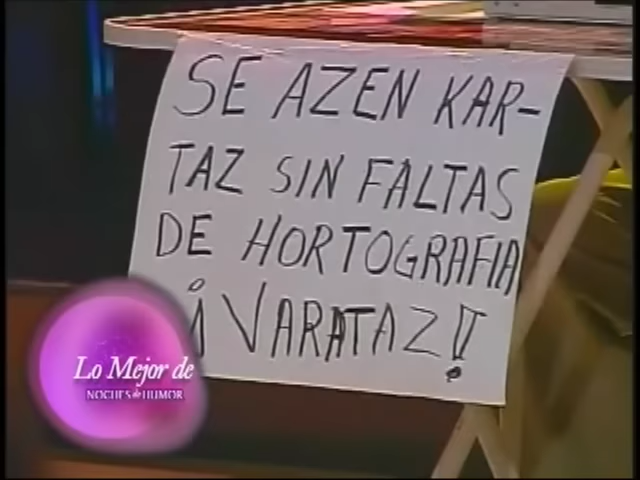 SE AZEN KAR-
TAZ SIN FALTAS
DE HORTOGRAFIA
¡VARATAZ!
Lo Mejor de
NOCHES de HUMOR